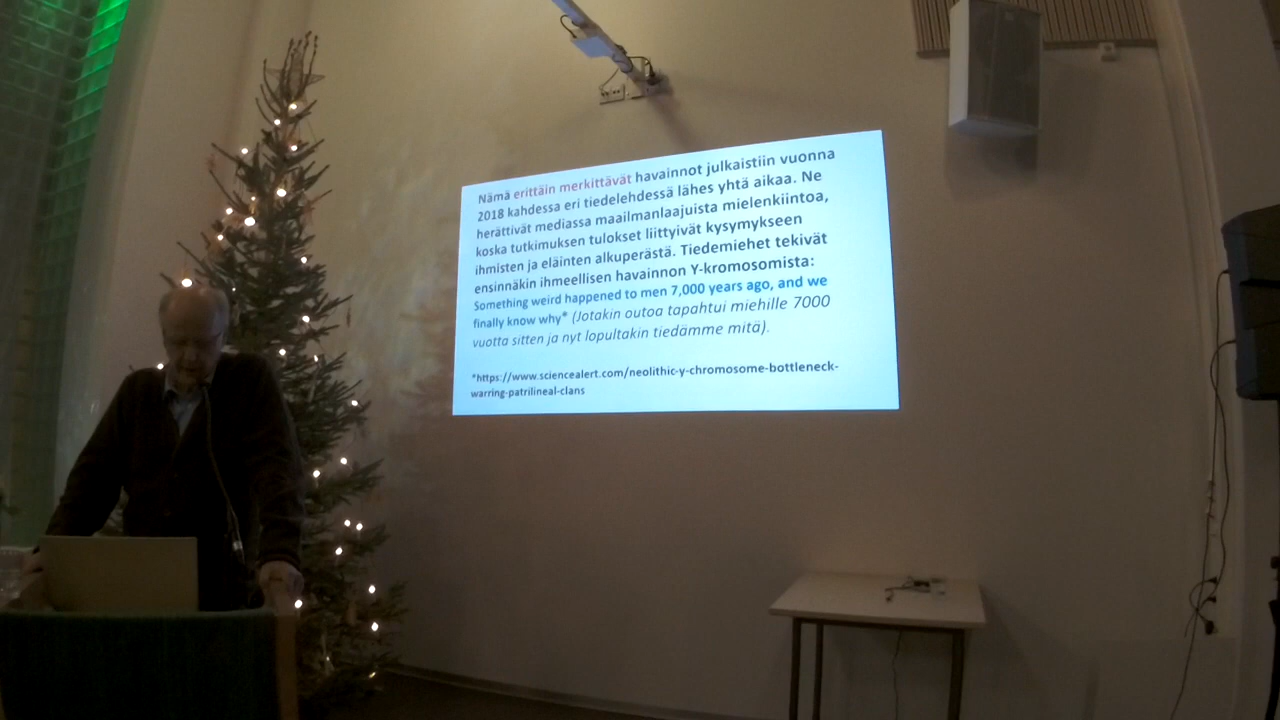 Nämä erittäin merkittävät havainnot julkaistiin vuonna
2018 kahdessa eri tiedelehdessä lähes yhtä aikaa. Ne
herättivät mediassa maailmanlaajuista mielenkiintoa,
koska tutkimuksen tulokset liittyivät kysymykseen
ihmisten ja eläinten alkuperästä. Tiedemiehet tekivät
ensinnäkin ihmeellisen havainnon Y-kromosomista:
Something weird happened to men 7,000 years ago, and we
finally know why* (Jotakin outoa tapahtui miehille 7000
vuotta sitten ja nyt lopultakin tiedämme mitä).
*https://www.sciencealert.com/neolithic-y-chromosome-bottleneck-
warring-patrilineal-clans